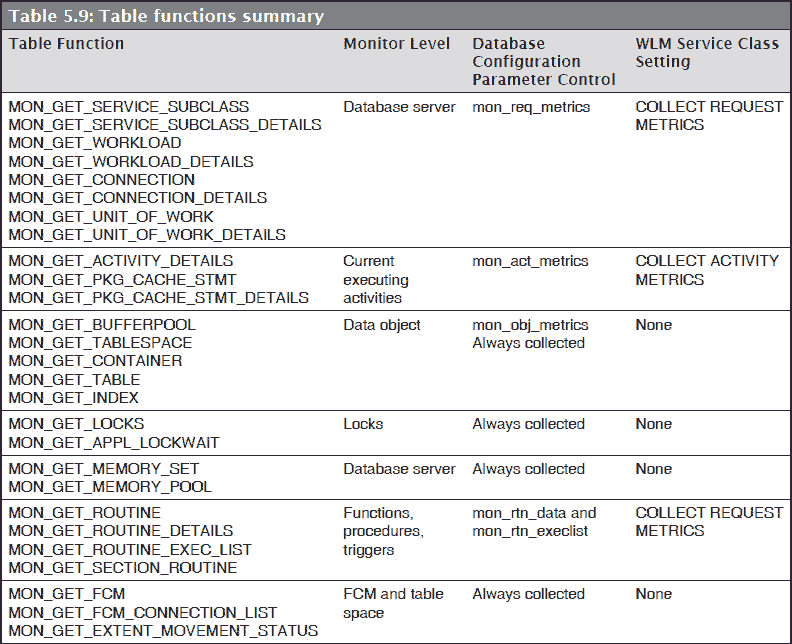 Table 5.9: Table functions summary
Table Function
Monitor Level
Database
Configuration
Parameter Control
WLM Service Class
Setting
MON_GET_SERVICE_SUBCLASS
MON_GET_SERVICE_SUBCLASS_DETAILS
MON_GET_WORKLOAD
MON_GET_WORKLOAD_DETAILS
MON_GET_CONNECTION
MON_GET_CONNECTION_DETAILS
MON_GET_UNIT_OF_WORK
MON_GET_UNIT_OF_WORK_DETAILS
Database server
mon_req_metrics
COLLECT REQUEST
METRICS
MON_GET_ACTIVITY_DETAILS
MON_GET_PKG_CACHE_STMT
MON_GET_PKG_CACHE_STMT_DETAILS
Current
executing
activities
mon_act_metrics
COLLECT ACTIVITY
METRICS
MON_GET_BUFFERPOOL
MON_GET_TABLESPACE
MON_GET_CONTAINER
MON_GET_TABLE
MON_GET_INDEX
Data object
mon_obj_metrics
Always collected
None
MON_GET_LOCKS
MON_GET_APPL_LOCKWAIT
Locks
Always collected
None
MON_GET_MEMORY_SET
MON_GET_MEMORY_POOL
Database server
Always collected
None
MON_GET_ROUTINE
MON_GET_ROUTINE_DETAILS
MON_GET_ROUTINE_EXEC_LIST
MON_GET_SECTION_ROUTINE
Functions,
procedures,
triggers
mon_rtn_data and
mon_rtn_execlist
COLLECT REQUEST
METRICS
MON_GET_FCM
MON_GET_FCM_CONNECTION_LIST
MON_GET_EXTENT_MOVEMENT_STATUS
FCM and table
space
Always collected
None